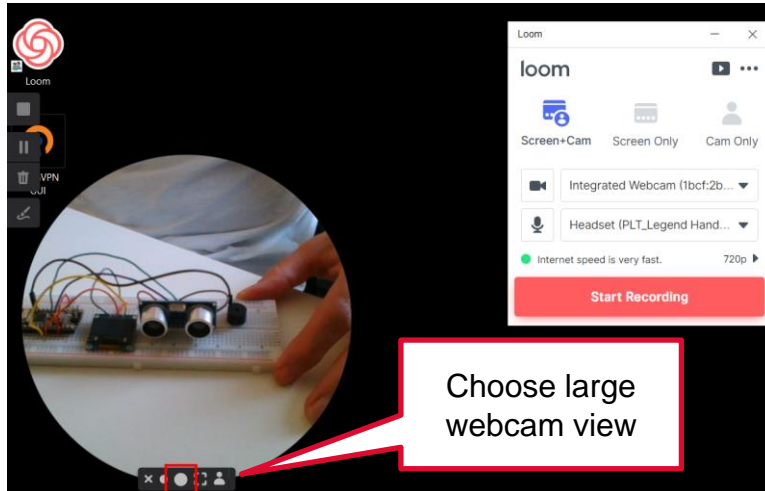 Loom
VPN
GUI
Loom
loom
Screen+Cam
Screen Only
Cam Only
Integrated Webcam (1bcf:2b...
Headset (PLT_Legend Hand...
Internet speed is very fast.
720p
Start Recording
Choose large
webcam view